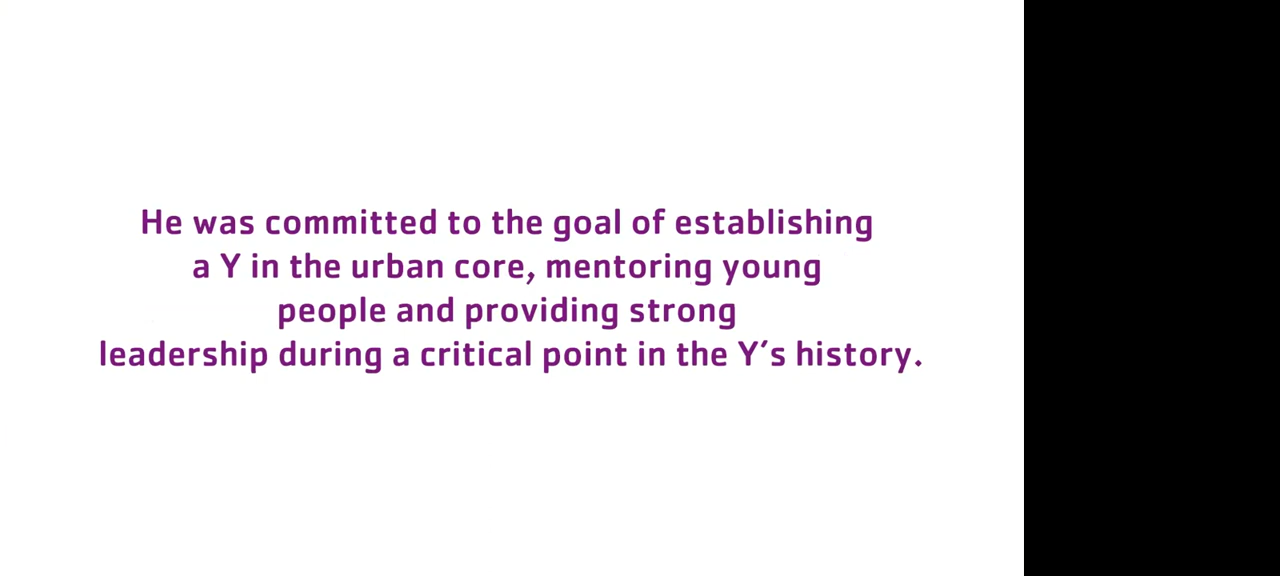 He was committed to the goal of establishing
a Y in the urban core, mentoring young
people and providing strong
leadership during a critical point in the Y's history.